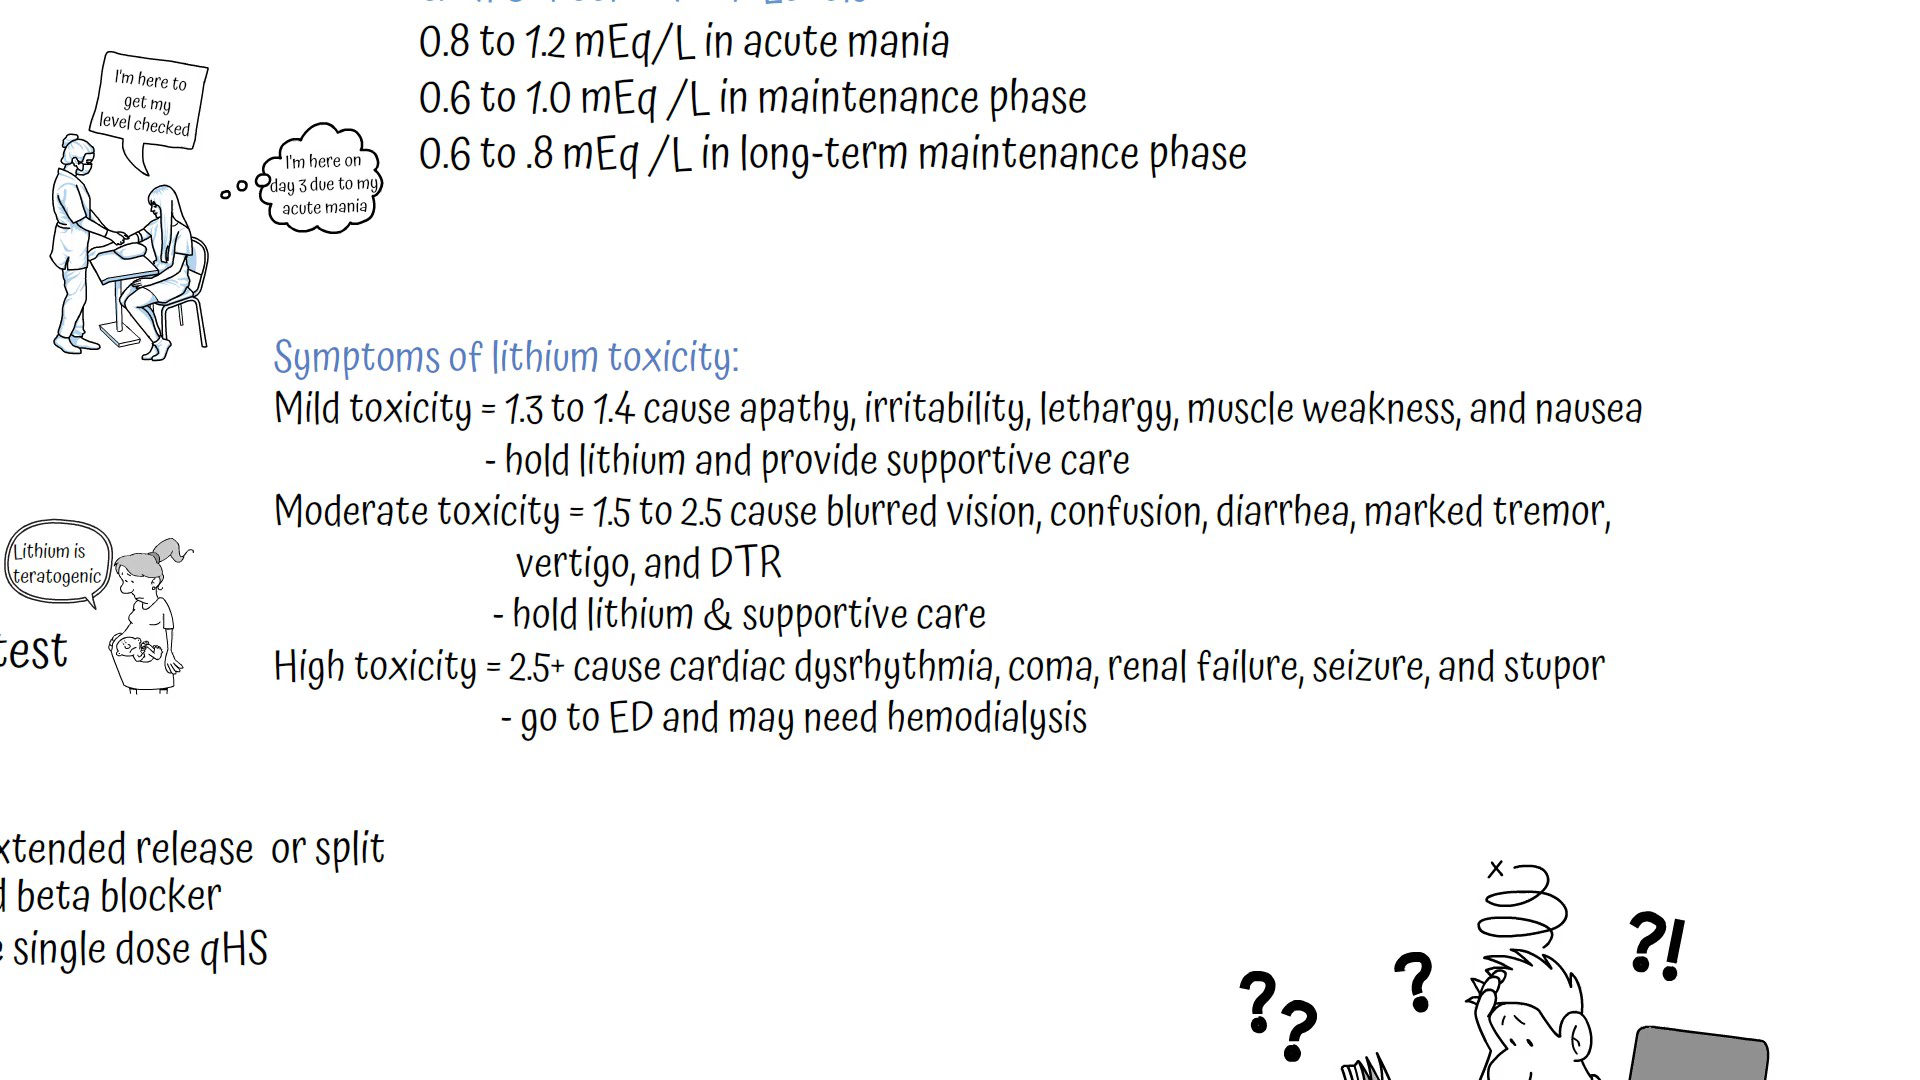 0.8 to 1.2 mEq/L in acute mania
0.6 to 1.0 mEq /L in maintenance phase
0.6 to .8 mEq /L in long-term maintenance phase
I'm here to
get my
level checked
I'm here on
day 3 due to my
acute mania
Symptoms of lithium toxicity:
Mild toxicity = 1.3 to 1.4 cause apathy, irritability, lethargy, muscle weakness, and nausea
- hold lithium and provide supportive care
Moderate toxicity = 1.5 to 2.5 cause blurred vision, confusion, diarrhea, marked tremor,
vertigo, and DTR
- hold lithium & supportive care
High toxicity = 2.5+ cause cardiac dysrhythmia, coma, renal failure, seizure, and stupor
- go to ED and may need hemodialysis
Lithium is
teratogenic
test
xtended release or split
beta blocker
single dose qHS
?!
?
?
?